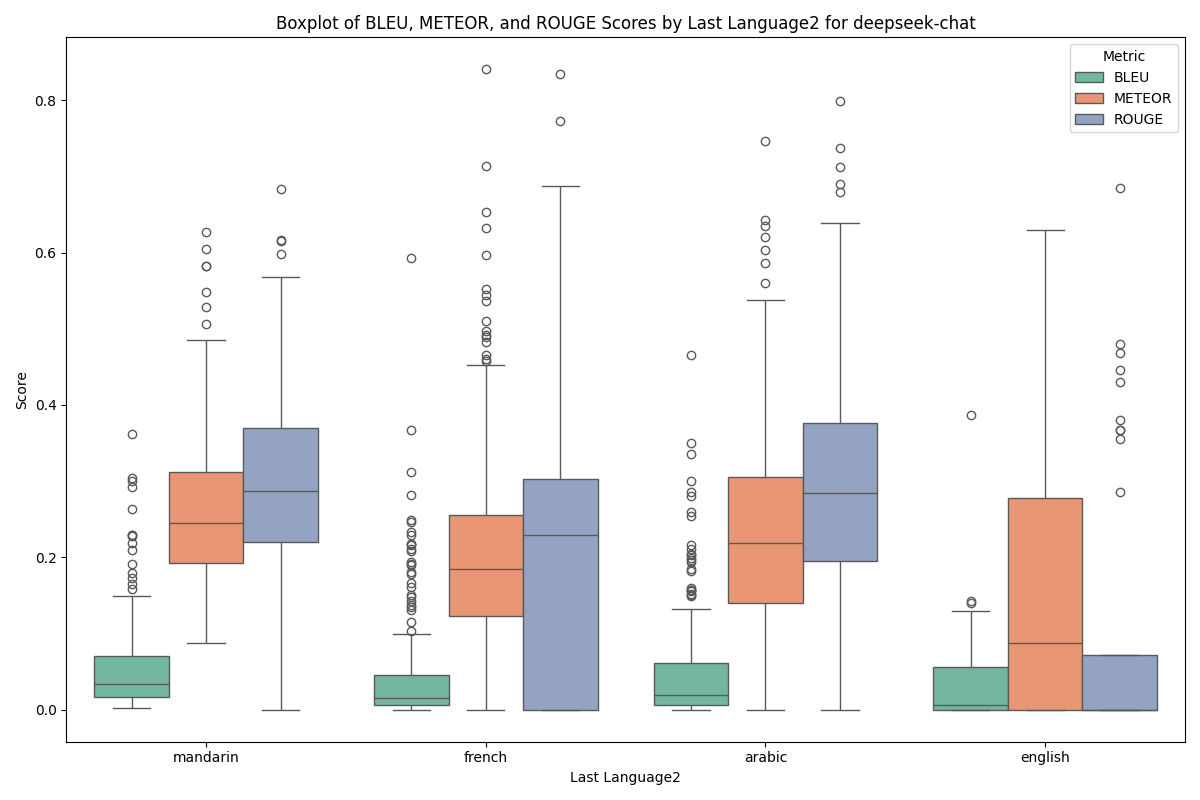 Boxplot of BLEU, METEOR, and ROUGE Scores by Last Language2 for deepseek-chat
Metric
BLEU
METEOR
ROUGE
Score
0.8
0.6
0.4
0.2
0.0
mandarin
french
arabic
english
Last Language2